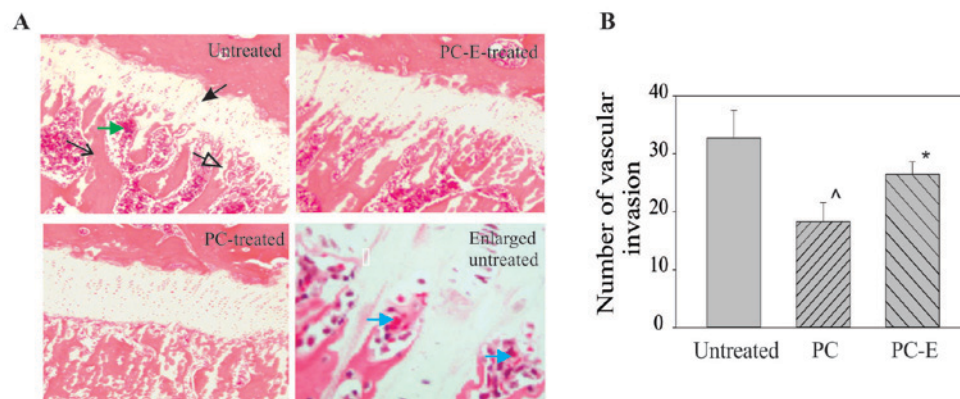 A
Untreated
PC-E-treated
PC-treated
Enlarged
untreated
B
Number of vascular
invasion
40
30
20
10
0
^
*
Untreated
PC
PC-E